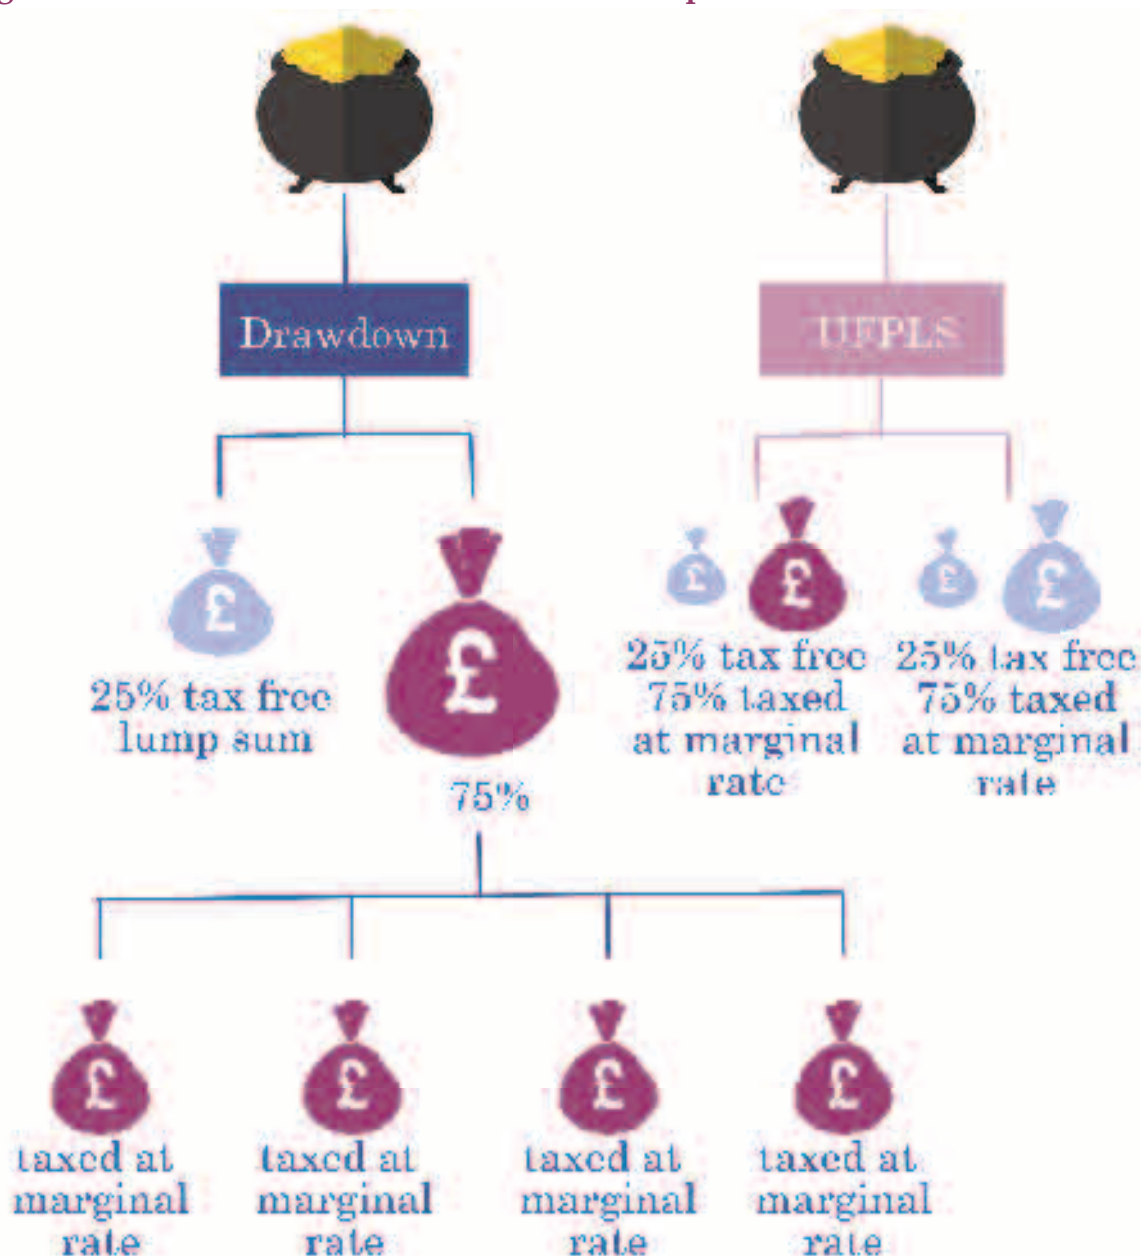 Drawdown
UFPLS
£
£
£
£
£
£
25% tax free
lump sum
75%
25% tax free
75% taxed
at marginal
rate
25% tax free
75% taxed
at marginal
rate
£
£
£
£
taxed at
marginal
rate
taxed at
marginal
rate
taxed at
marginal
rate
taxed at
marginal
rate